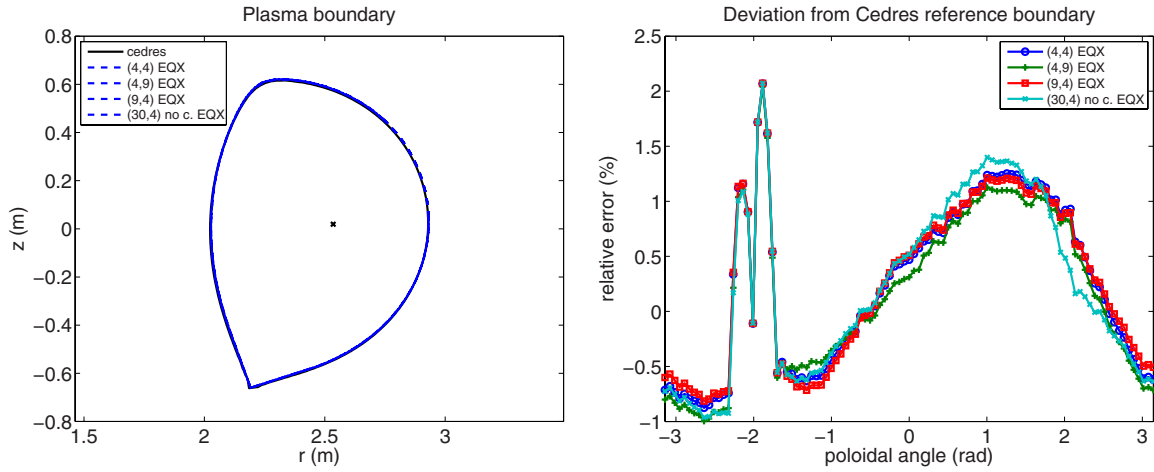 Plasma boundary
0.8
0.6
0.4
0.2
0
−0.2
−0.4
−0.6
−0.8
z (m)
cedres
(4,4) EQX
(4,9) EQX
(9,4) EQX
(30,4) no c. EQX
1.5
2
2.5
3
r (m)
Deviation from Cedres reference boundary
2.5
2
1.5
1
0.5
0
−0.5
−1
relative error (%)
(4,4) EQX
(4,9) EQX
(9,4) EQX
(30,4) no c. EQX
−3
−2
−1
0
1
2
3
poloidal angle (rad)